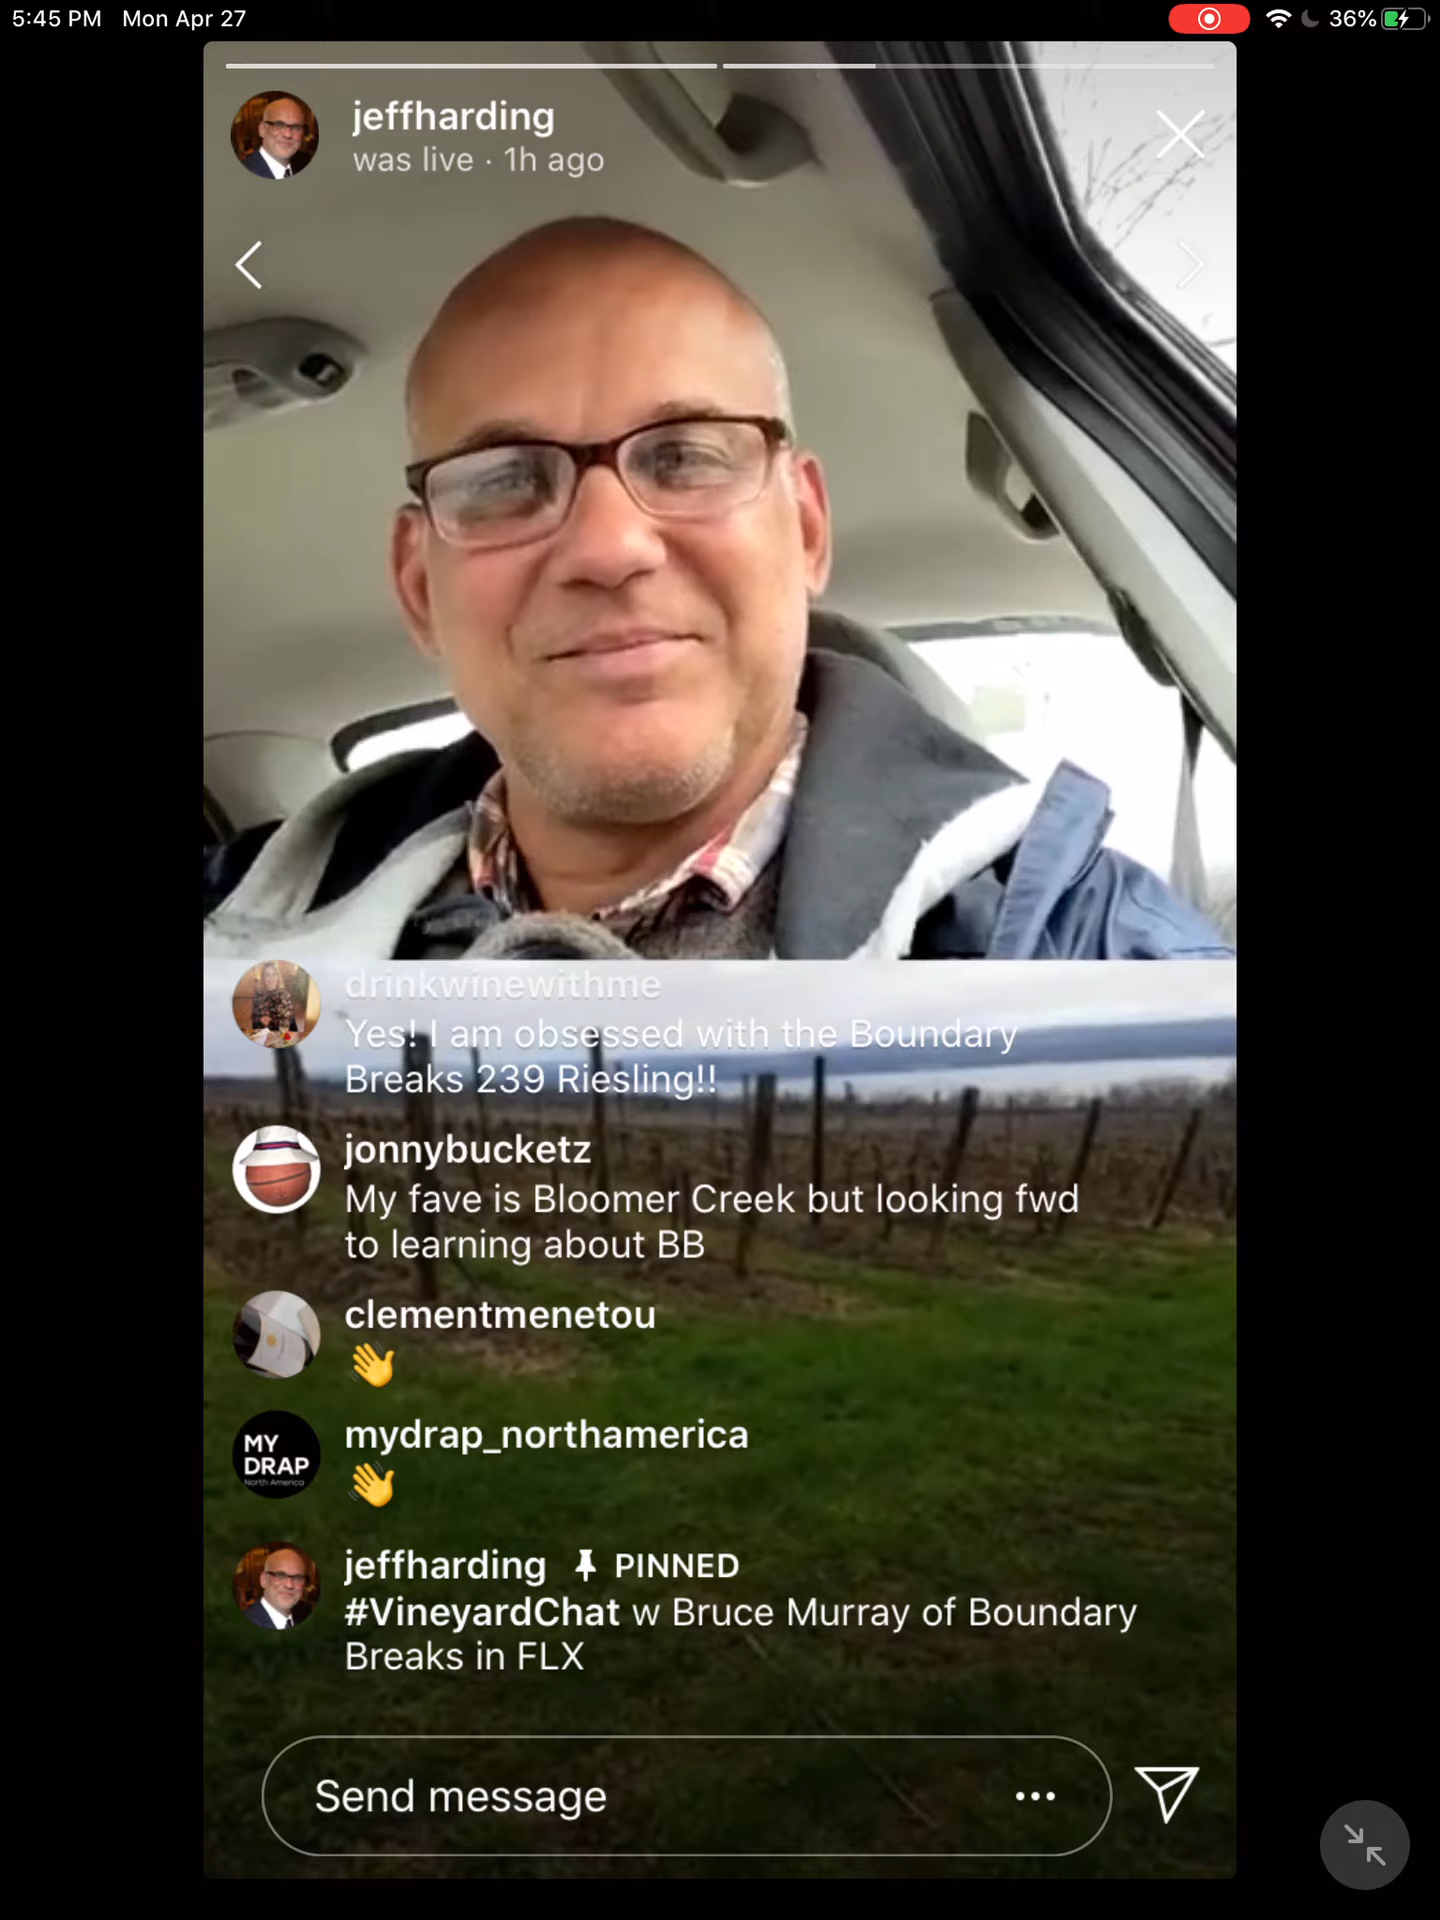 5:45 PM Mon Apr 27
36%
jeffharding
was live · 1h ago
drinkwinewithme
Yes! I am obsessed with the Boundary
Breaks 239 Riesling!!
jonnybucketz
My fave is Bloomer Creek but looking fwd
to learning about BB
clementmenetou
👋
mydrap_northamerica
👋
MY
DRAP
North America
jeffharding PINNED
#VineyardChat w Bruce Murray of Boundary
Breaks in FLX
Send message